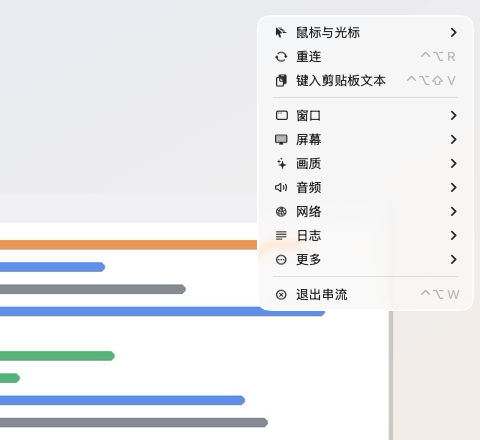 鼠标与光标
重连 ^⌥R
键入剪贴板文本 ^⌥⇧V
窗口
屏幕
画质
音频
网络
日志
更多
退出串流 ^⌥W